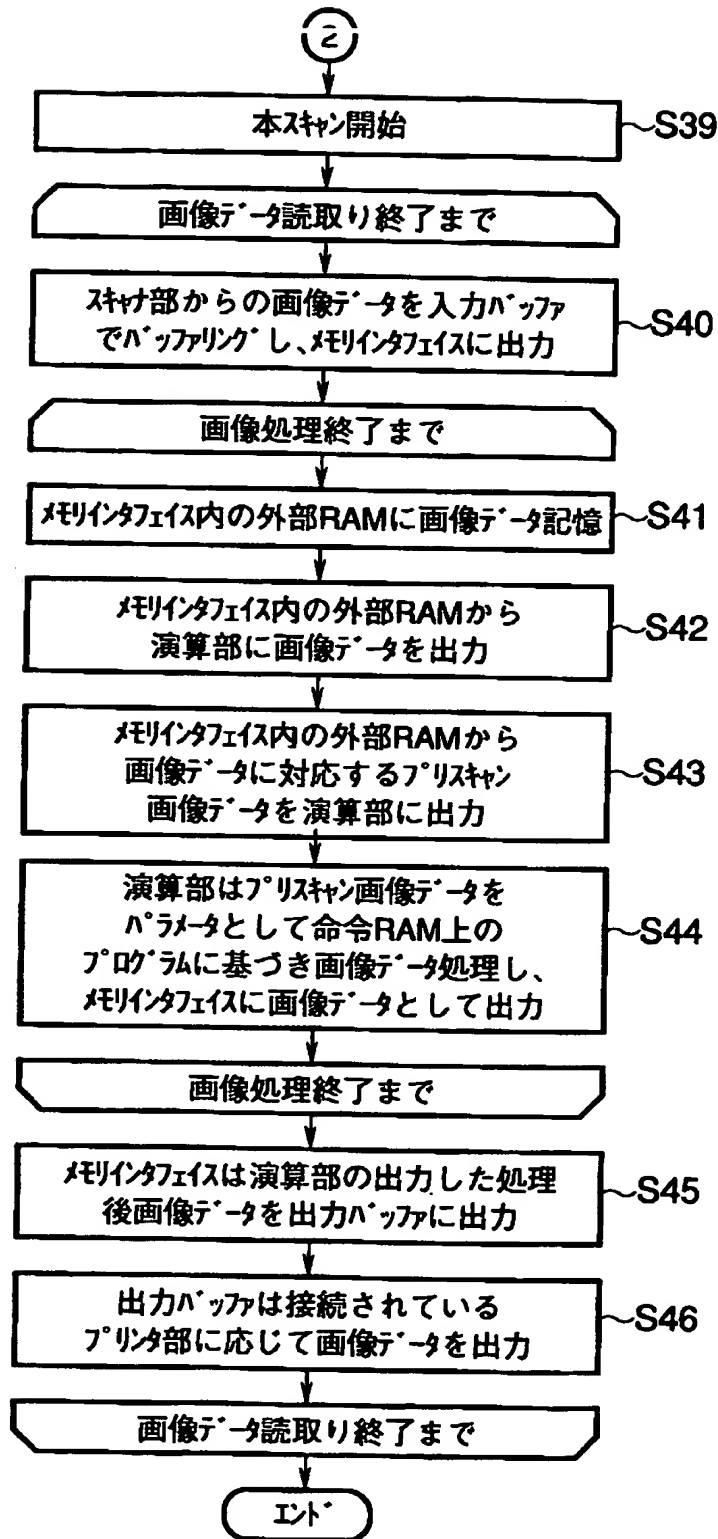 2
本スキャン開始
S39
画像データ読取り終了まで
スキャナ部からの画像データを入力バッファ
でバッファリングし、メモリインタフェイスに出力
S40
画像処理終了まで
メモリインタフェイス内の外部RAMに画像データ記憶
S41
メモリインタフェイス内の外部RAMから
演算部に画像データを出力
S42
メモリインタフェイス内の外部RAMから
画像データに対応するプリスキャン
画像データを演算部に出力
S43
演算部はプリスキャン画像データを
パラメータとして命令RAM上の
プログラムに基づき画像データ処理し、
メモリインタフェイスに画像データとして出力
S44
画像処理終了まで
メモリインタフェイスは演算部の出力した処理
後画像データを出力バッファに出力
S45
出力バッファは接続されている
プリンタ部に応じて画像データを出力
S46
画像データ読取り終了まで
エンド